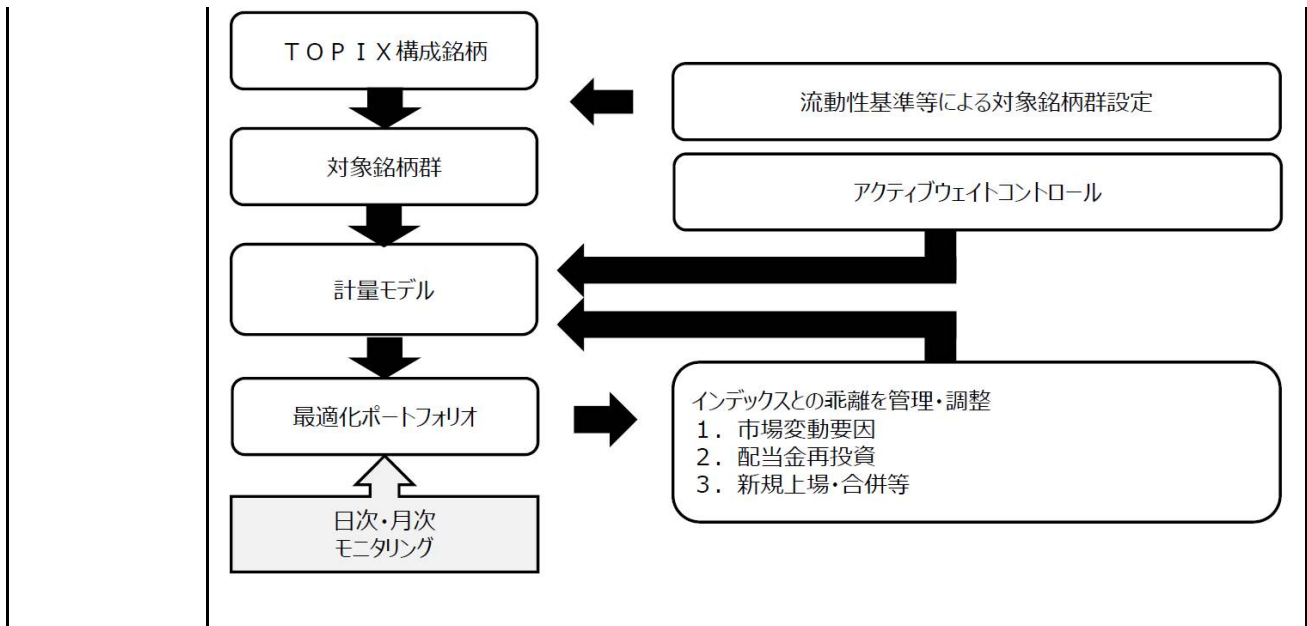 ＴＯＰＩＸ構成銘柄
流動性基準等による対象銘柄群設定
対象銘柄群
アクティブウェイトコントロール
計量モデル
最適化ポートフォリオ
インデックスとの乖離を管理・調整
１．市場変動要因
２．配当金再投資
３．新規上場・合併等
日次・月次
モニタリング